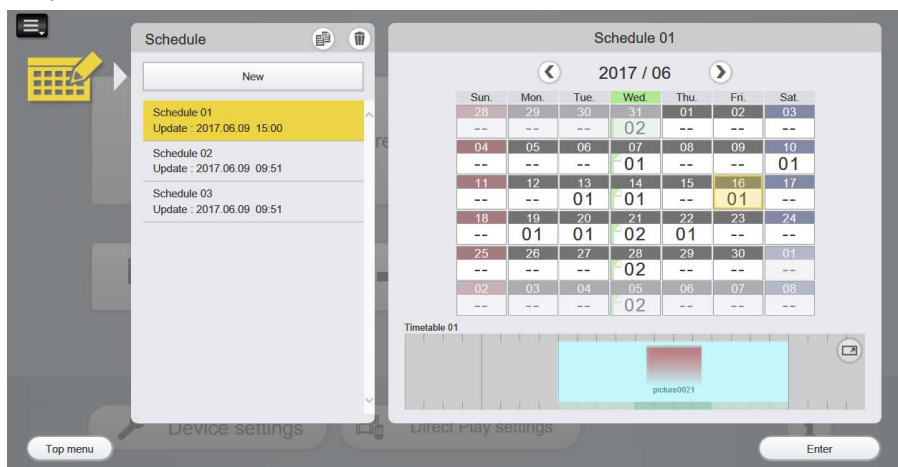 Schedule
New
Schedule 01
Update : 2017.06.09 15:00
Schedule 02
Update : 2017.06.09 09:51
Schedule 03
Update : 2017.06.09 09:51
re
Schedule 01
2017 / 06
Sun. Mon. Tue. Wed. Thu. Fri. Sat.
28 29 30 31 01 02 03
-- -- -- 02 -- -- --
04 05 06 07 08 09 10
-- -- -- 01 -- -- 01
11 12 13 14 15 16 17
-- -- 01 01 -- 01 --
18 19 20 21 22 23 24
-- 01 01 02 01 -- --
25 26 27 28 29 30 01
-- -- -- 02 -- -- --
02 03 04 05 06 07 08
-- -- -- 02 -- -- --
Timetable 01
picture0021
Device settings
Direct Play settings
Top menu
Enter